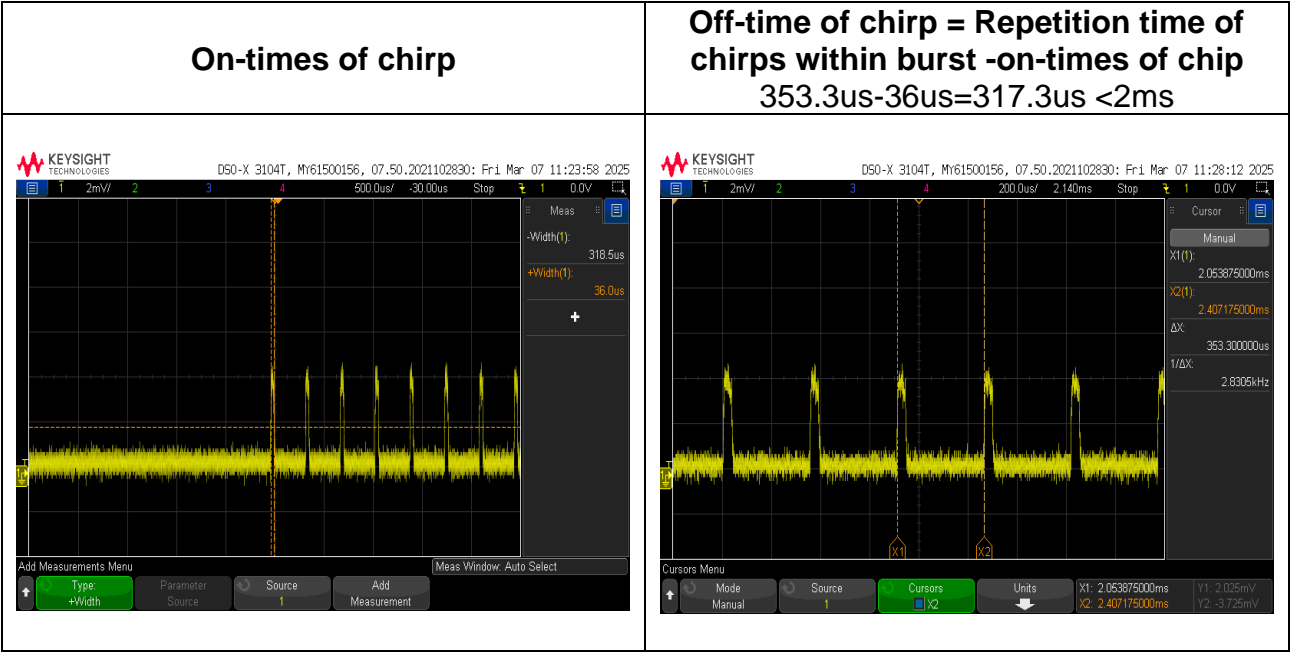 On-times of chirp
Off-time of chirp = Repetition time of
chirps within burst -on-times of chip
353.3us-36us=317.3us <2ms
KEYSIGHT
TECHNOLOGIES
DSO-X 3104T, MY61500156, 07.50.2021102830: Fri Mar 07 11:23:58 2025
1 2mV/ 2 3 4 500.0us/ -30.00us Stop 1 0.0V
Meas
-Width(1):
318.5us
+Width(1):
36.0us
+
Add Measurements Menu
Meas Window: Auto Select
Type:
+Width
Parameter
Source
Source
1
Add
Measurement
KEYSIGHT
TECHNOLOGIES
DSO-X 3104T, MY61500156, 07.50.2021102830: Fri Mar 07 11:28:12 2025
1 2mV/ 2 3 4 200.0us/ 2.140ms Stop 1 0.0V
Cursor
Manual
X1(1):
2.053875000ms
X2(1):
2.407175000ms
ΔX:
353.300000us
1/ΔX:
2.8305kHz
X1
X2
Cursors Menu
Mode
Manual
Source
1
Cursors
X2
Units
X1: 2.053875000ms
X2: 2.407175000ms
Y1: 2.025mV
Y2: -3.725mV